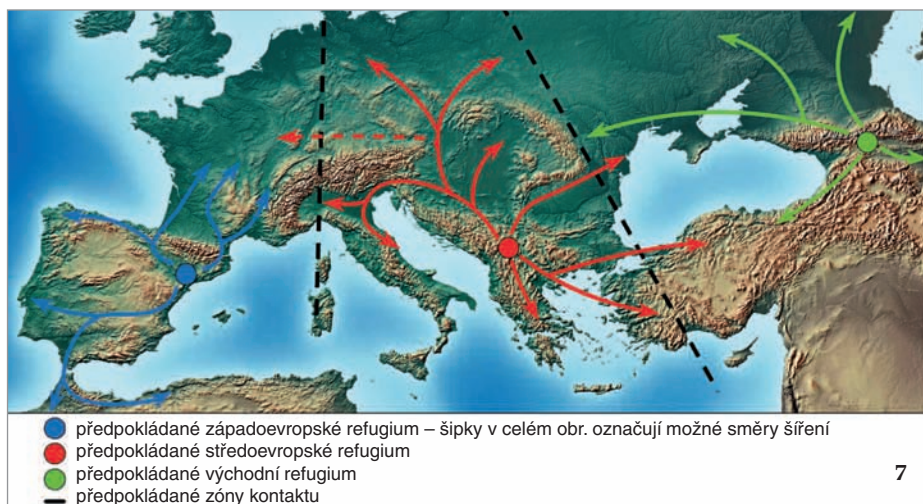 předpokládané západoevropské refugium – šipky v celém obr. označují možné směry šíření
předpokládané středoevropské refugium
předpokládané východní refugium
předpokládané zóny kontaktu
7